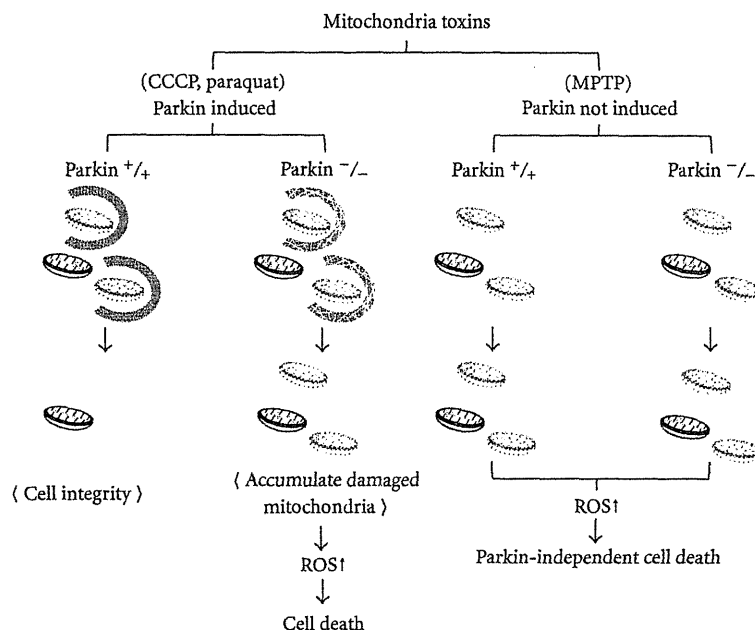 Mitochondria toxins
(CCCP, paraquat)
Parkin induced
(MPTP)
Parkin not induced
Parkin +/+
Parkin −/−
Parkin +/+
Parkin −/−
⟨ Cell integrity ⟩
⟨ Accumulate damaged
mitochondria ⟩
ROS↑
Cell death
ROS↑
Parkin-independent cell death